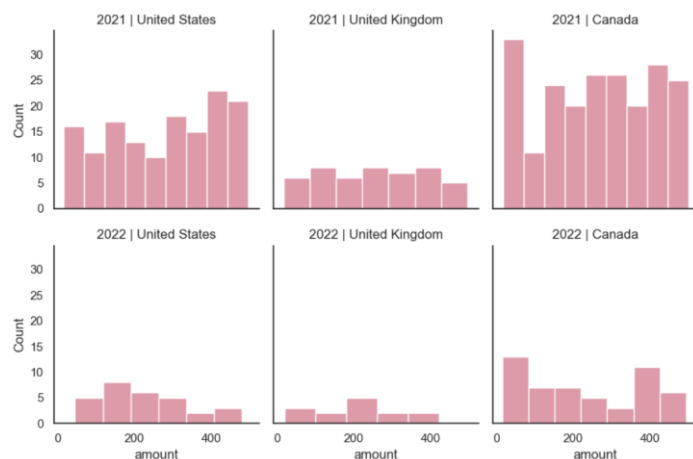 2021 | United States
2021 | United Kingdom
2021 | Canada
Count
30
25
20
15
10
5
0
2022 | United States
2022 | United Kingdom
2022 | Canada
Count
30
25
20
15
10
5
0
0 200 400
0 200 400
0 200 400
amount
amount
amount